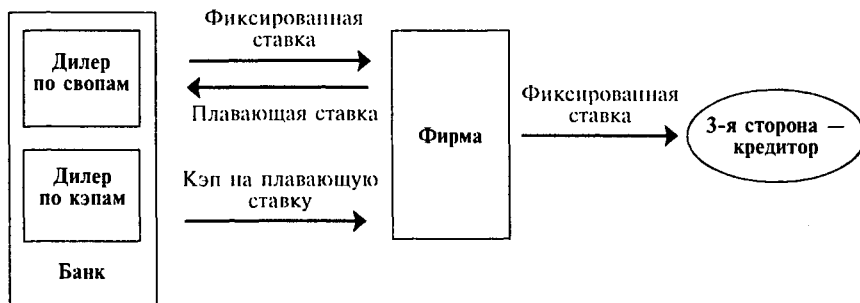 Дилер
по свопам
Дилер
по кэпам
Банк
Фиксированная
ставка
Плавающая ставка
Кэп на плавающую
ставку
Фирма
Фиксированная
ставка
3-я сторона —
кредитор